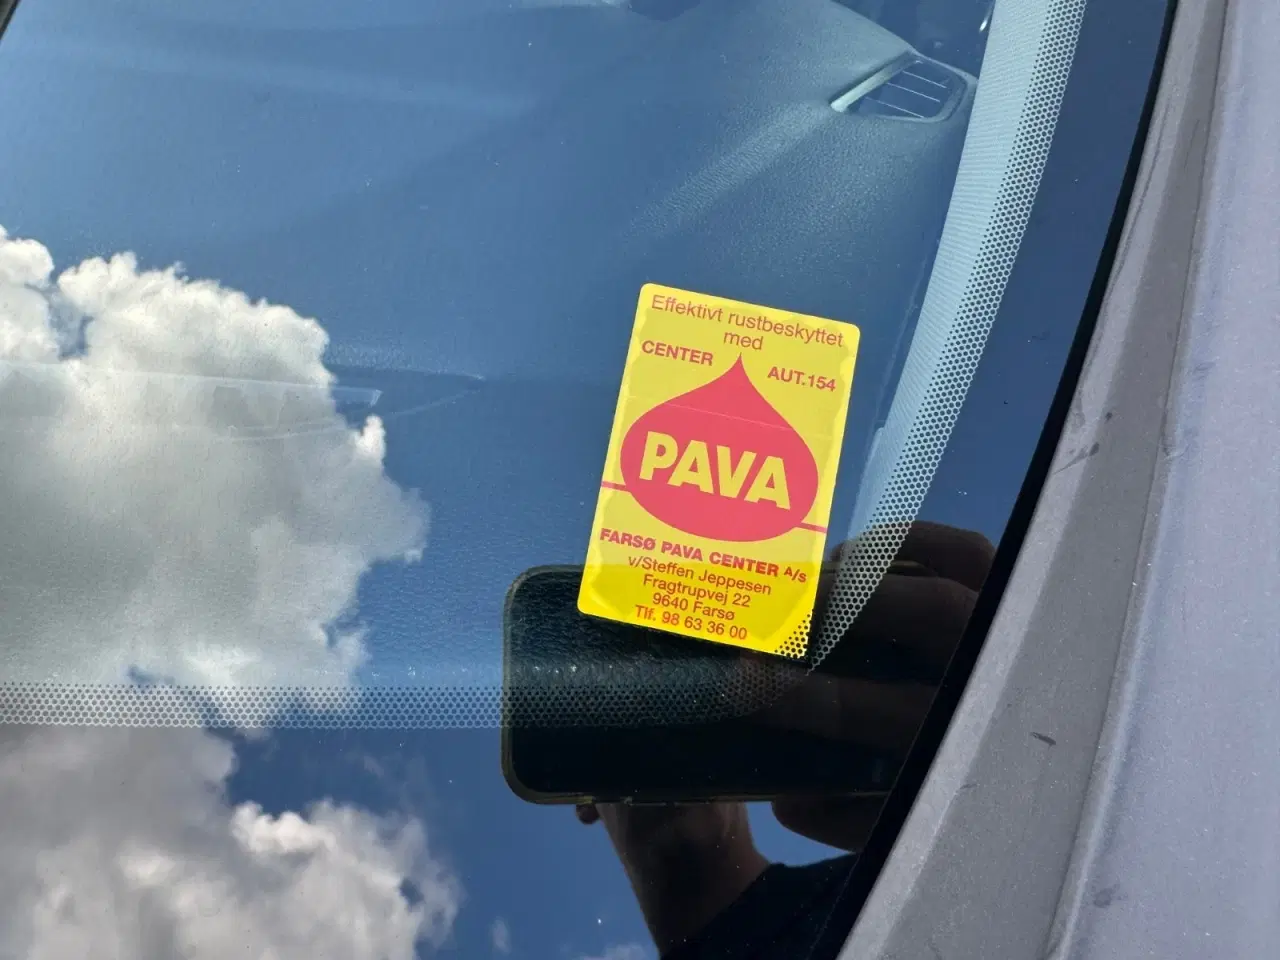 Effektivt rustbeskyttet
med
CENTER AUT.154
PAVA
FARSØ PAVA CENTER A/S
v/Steffen Jeppesen
Fragtrupvej 22
9640 Farsø
Tlf. 98 63 36 00